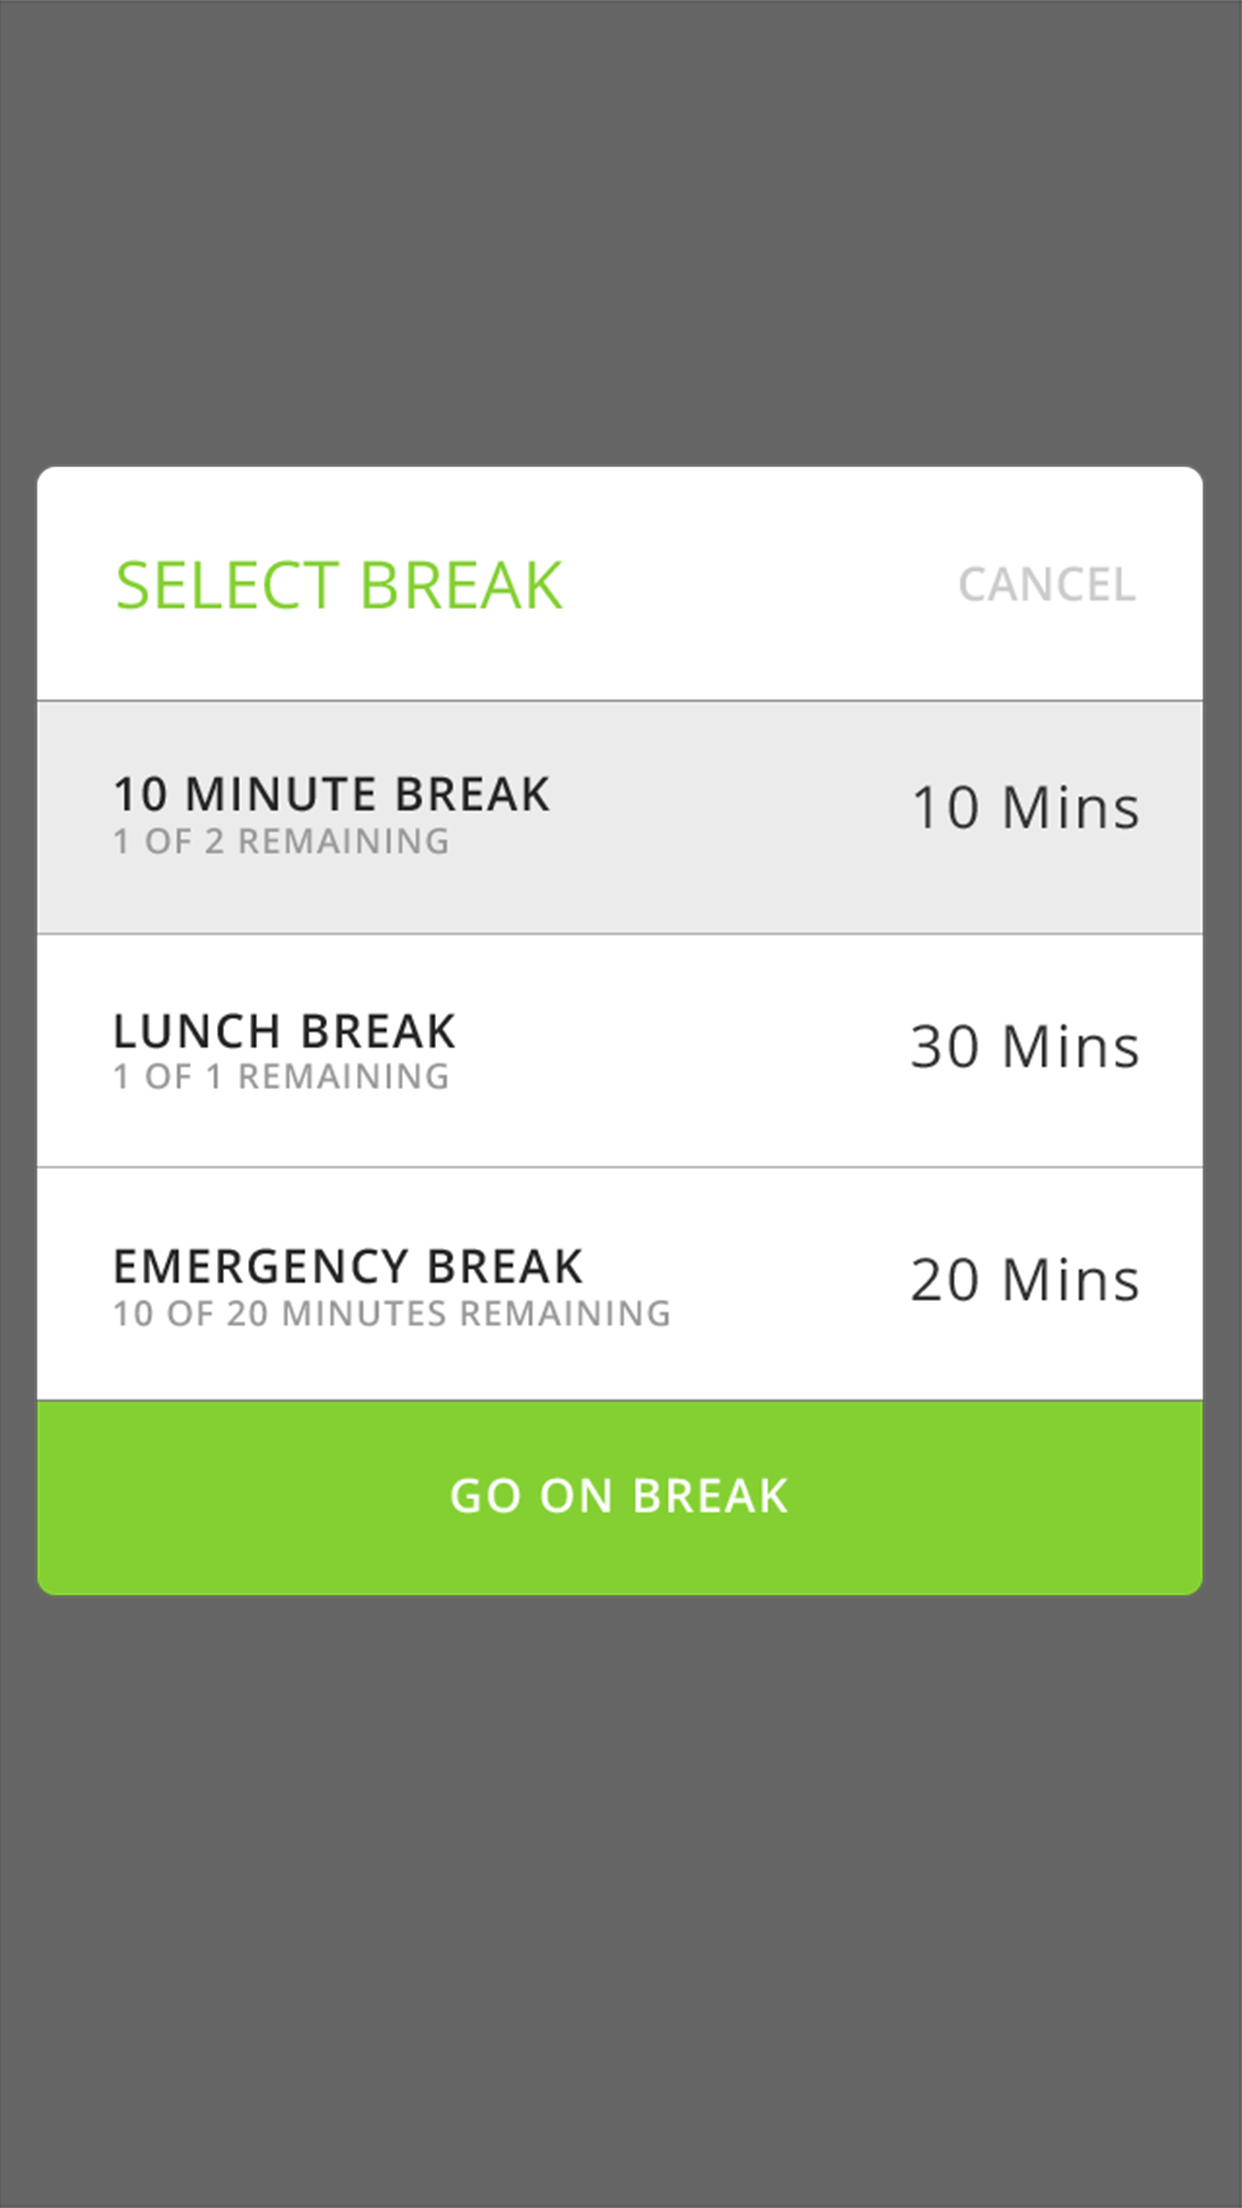 SELECT BREAK
CANCEL
10 MINUTE BREAK
1 OF 2 REMAINING
10 Mins
LUNCH BREAK
1 OF 1 REMAINING
30 Mins
EMERGENCY BREAK
10 OF 20 MINUTES REMAINING
20 Mins
GO ON BREAK